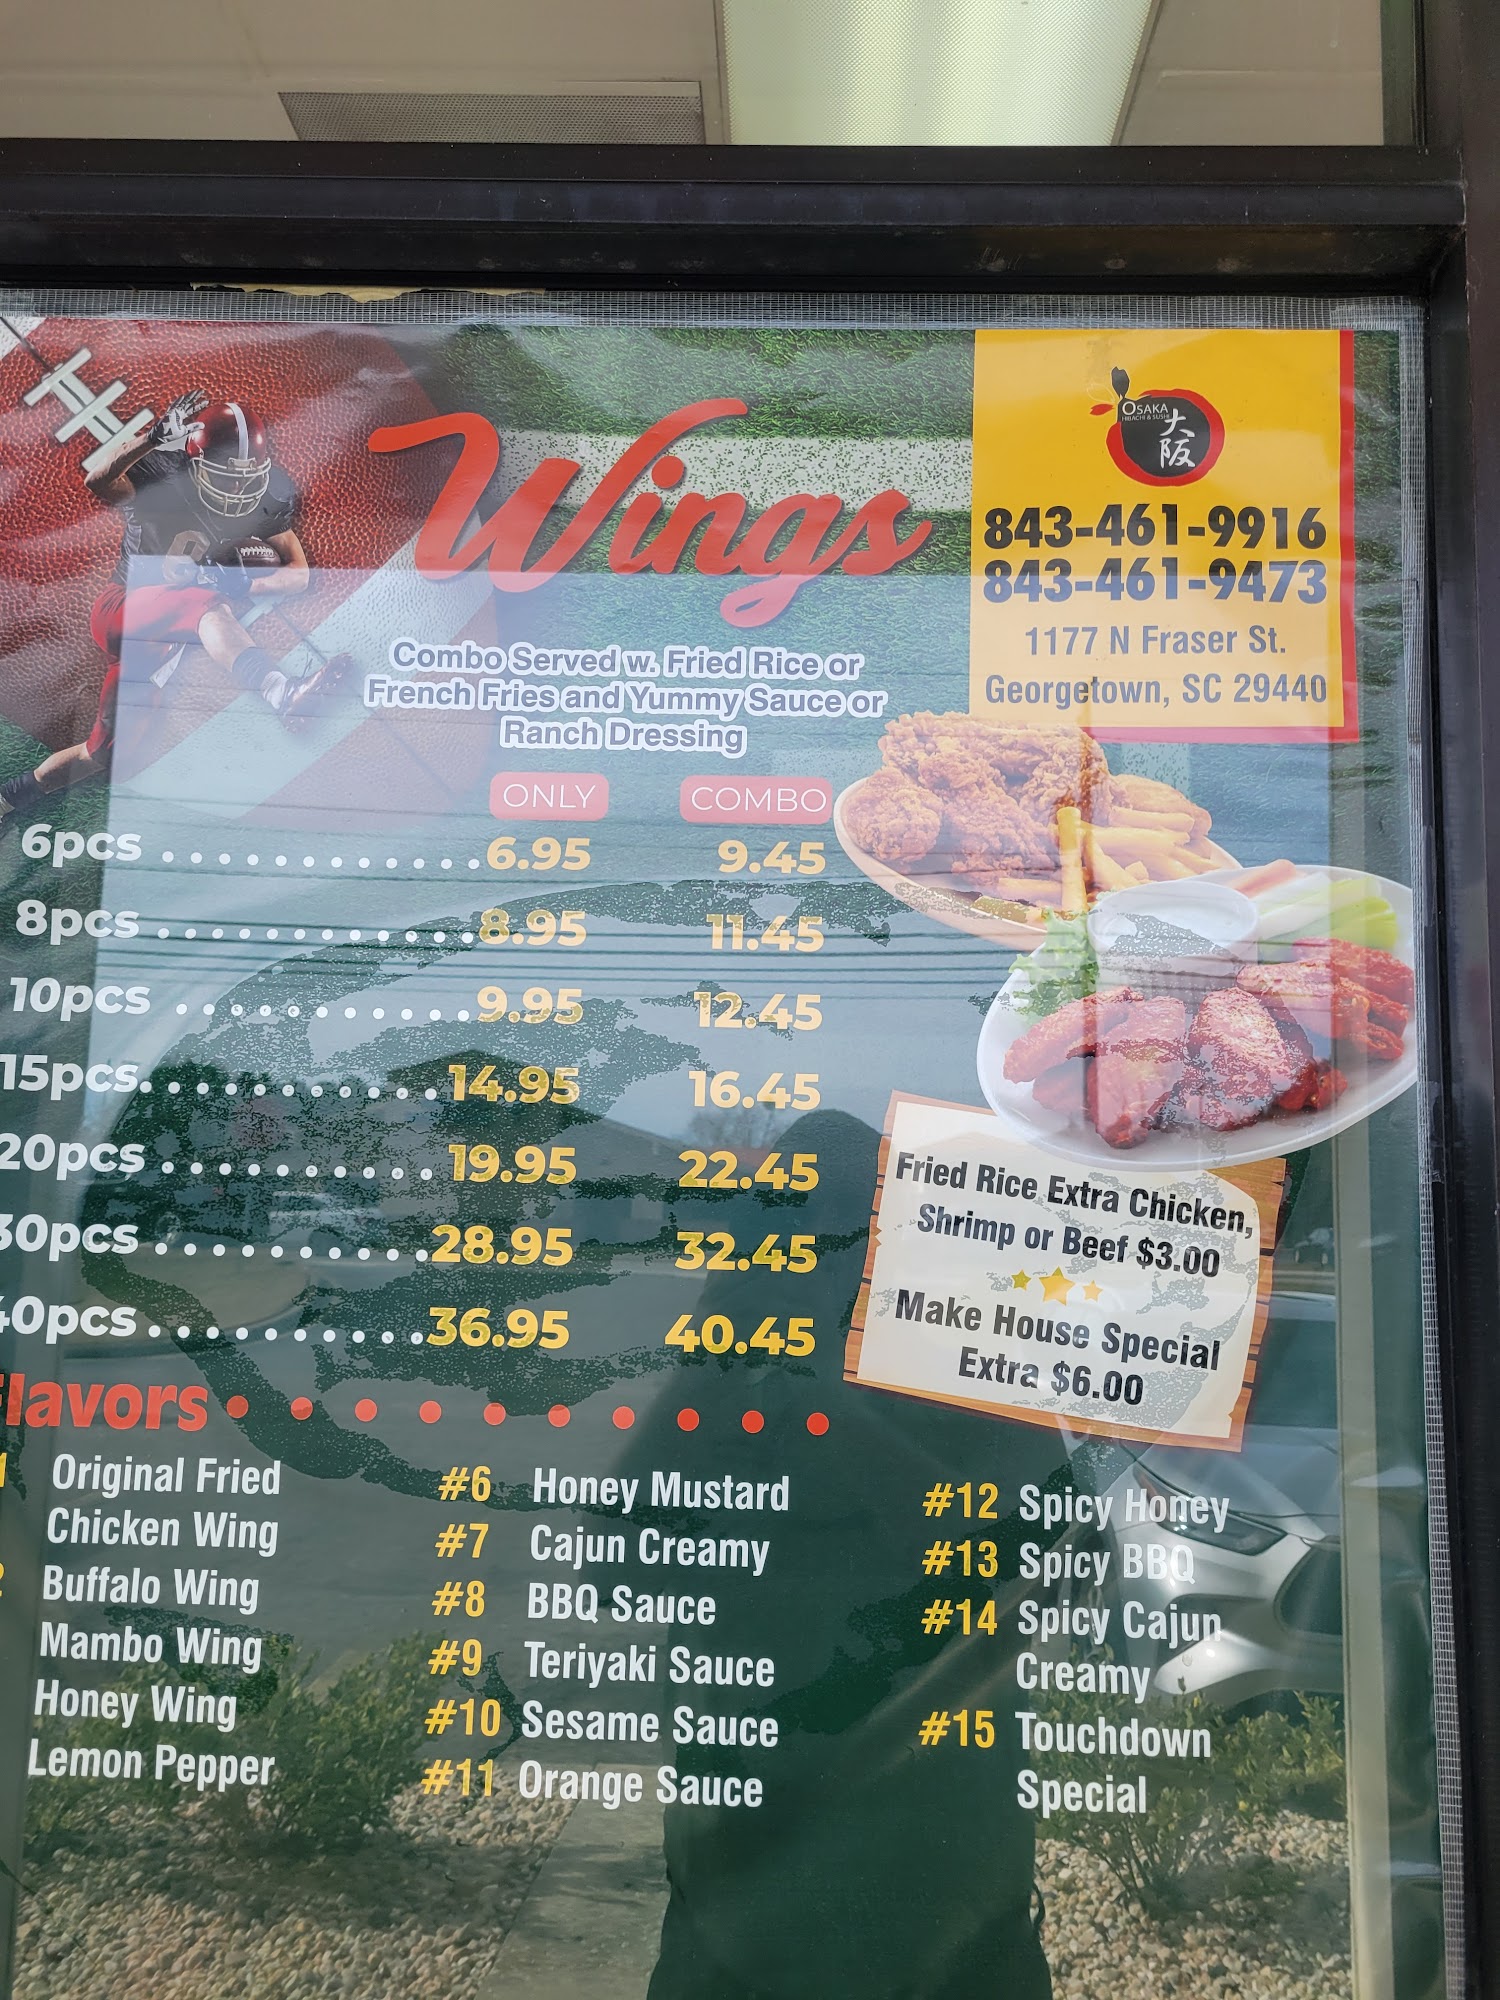 Wings
OSAKA
HIBACHI & SUSHI
大阪
843-461-9916
843-461-9473
1177 N Fraser St.
Georgetown, SC 29440
Combo Served w. Fried Rice or
French Fries and Yummy Sauce or
Ranch Dressing
ONLY COMBO
6pcs ............ 6.95 9.45
8pcs ............ 8.95 11.45
10pcs ........... 9.95 12.45
15pcs ........... 14.95 16.45
20pcs ........... 19.95 22.45
30pcs ........... 28.95 32.45
40pcs ........... 36.95 40.45
Fried Rice Extra Chicken,
Shrimp or Beef $3.00
Make House Special
Extra $6.00
Flavors
1 Original Fried
Chicken Wing
2 Buffalo Wing
Mambo Wing
Honey Wing
Lemon Pepper
#6 Honey Mustard
#7 Cajun Creamy
#8 BBQ Sauce
#9 Teriyaki Sauce
#10 Sesame Sauce
#11 Orange Sauce
#12 Spicy Honey
#13 Spicy BBQ
#14 Spicy Cajun
Creamy
#15 Touchdown
Special